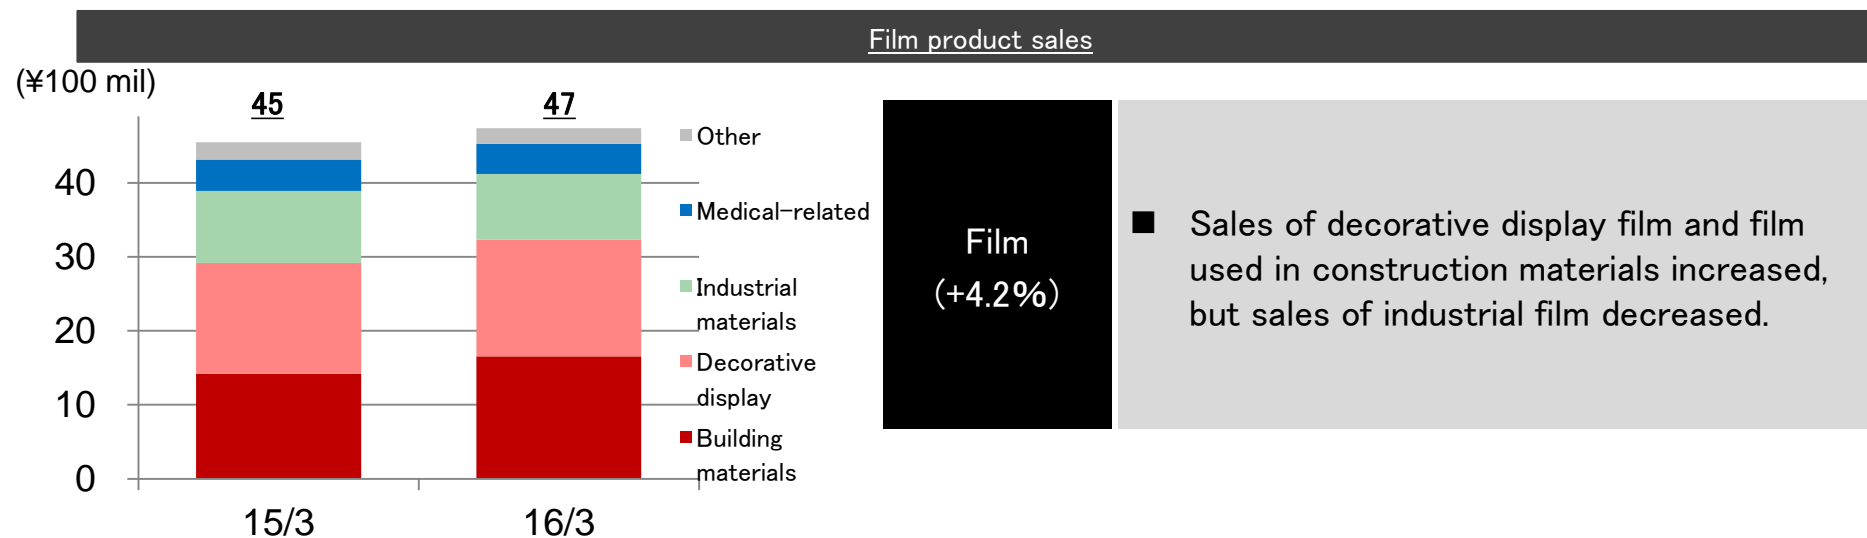 Film product sales
(¥100 mil)
45
47
40
30
20
10
0
15/3
16/3
Other
Medical-related
Industrial
materials
Decorative
display
Building
materials
Film
(+4.2%)
■ Sales of decorative display film and film
used in construction materials increased,
but sales of industrial film decreased.